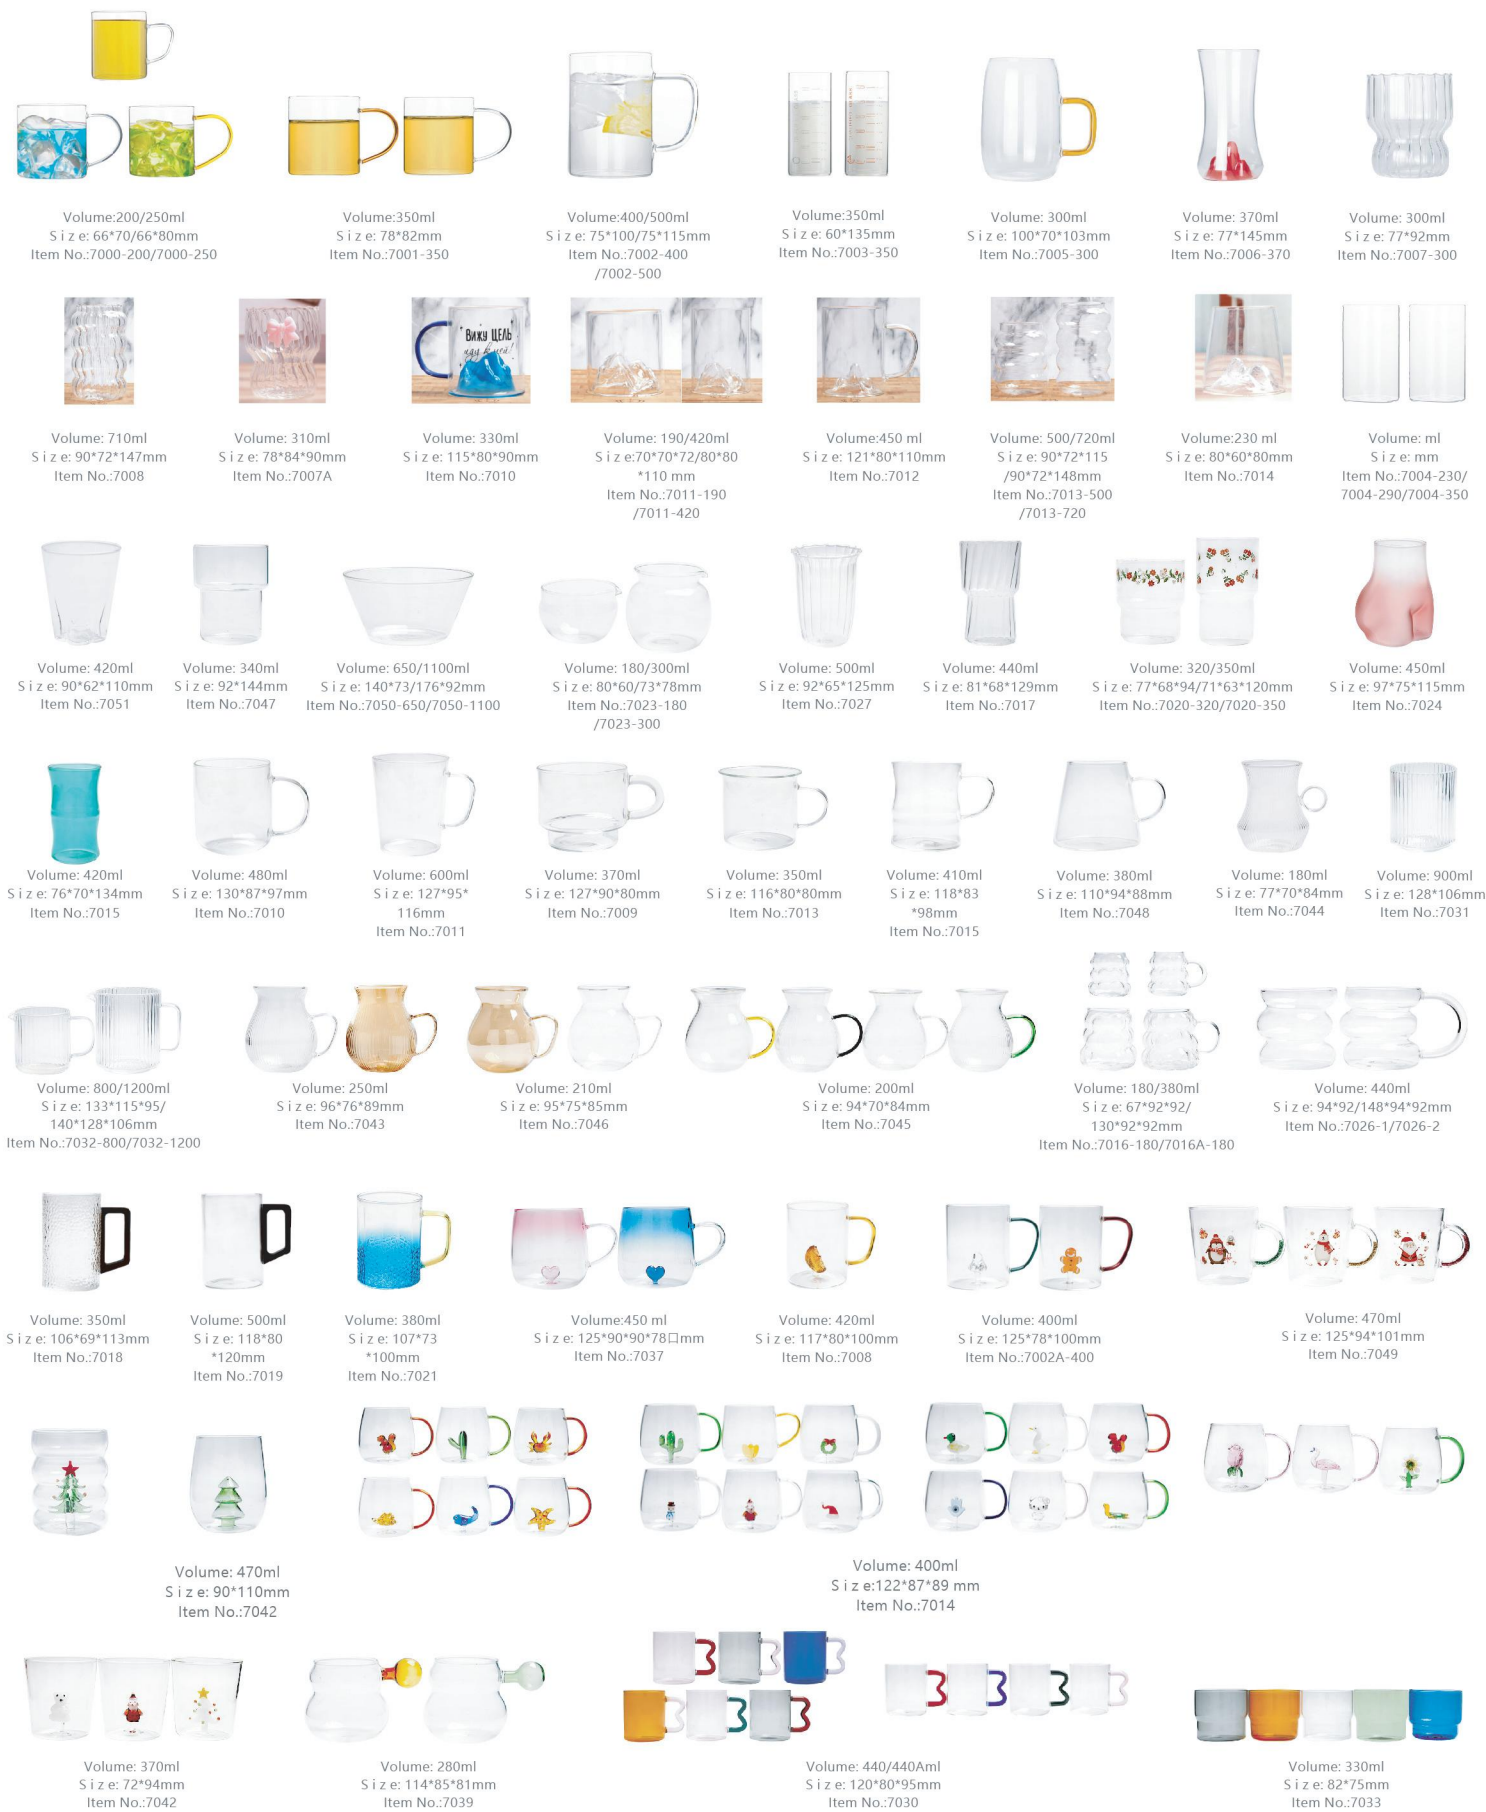 Вижу ЦЕЛЬ
иду к ней!
Volume:200/250ml
Size: 66*70/66*80mm
Item No.:7000-200/7000-250
Volume:350ml
Size: 78*82mm
Item No.:7001-350
Volume:400/500ml
Size: 75*100/75*115mm
Item No.:7002-400
/7002-500
Volume:350ml
Size: 60*135mm
Item No.:7003-350
Volume: 300ml
Size: 100*70*103mm
Item No.:7005-300
Volume: 370ml
Size: 77*145mm
Item No.:7006-370
Volume: 300ml
Size: 77*92mm
Item No.:7007-300
Volume: 710ml
Size: 90*72*147mm
Item No.:7008
Volume: 310ml
Size: 78*84*90mm
Item No.:7007A
Volume: 330ml
Size: 115*80*90mm
Item No.:7010
Volume: 190/420ml
Size:70*70*72/80*80
*110 mm
Item No.:7011-190
/7011-420
Volume:450 ml
Size: 121*80*110mm
Item No.:7012
Volume: 500/720ml
Size: 90*72*115
/90*72*148mm
Item No.:7013-500
/7013-720
Volume:230 ml
Size: 80*60*80mm
Item No.:7014
Volume: ml
Size: mm
Item No.:7004-230/
7004-290/7004-350
Volume: 420ml
Size: 90*62*110mm
Item No.:7051
Volume: 340ml
Size: 92*144mm
Item No.:7047
Volume: 650/1100ml
Size: 140*73/176*92mm
Item No.:7050-650/7050-1100
Volume: 180/300ml
Size: 80*60/73*78mm
Item No.:7023-180
/7023-300
Volume: 500ml
Size: 92*65*125mm
Item No.:7027
Volume: 440ml
Size: 81*68*129mm
Item No.:7017
Volume: 320/350ml
Size: 77*68*94/71*63*120mm
Item No.:7020-320/7020-350
Volume: 450ml
Size: 97*75*115mm
Item No.:7024
Volume: 420ml
Size: 76*70*134mm
Item No.:7015
Volume: 480ml
Size: 130*87*97mm
Item No.:7010
Volume: 600ml
Size: 127*95*
116mm
Item No.:7011
Volume: 370ml
Size: 127*90*80mm
Item No.:7009
Volume: 350ml
Size: 116*80*80mm
Item No.:7013
Volume: 410ml
Size: 118*83
*98mm
Item No.:7015
Volume: 380ml
Size: 110*94*88mm
Item No.:7048
Volume: 180ml
Size: 77*70*84mm
Item No.:7044
Volume: 900ml
Size: 128*106mm
Item No.:7031
Volume: 800/1200ml
Size: 133*115*95/
140*128*106mm
Item No.:7032-800/7032-1200
Volume: 250ml
Size: 96*76*89mm
Item No.:7043
Volume: 210ml
Size: 95*75*85mm
Item No.:7046
Volume: 200ml
Size: 94*70*84mm
Item No.:7045
Volume: 180/380ml
Size: 67*92*92/
130*92*92mm
Item No.:7016-180/7016A-180
Volume: 440ml
Size: 94*92/148*94*92mm
Item No.:7026-1/7026-2
Volume: 350ml
Size: 106*69*113mm
Item No.:7018
Volume: 500ml
Size: 118*80
*120mm
Item No.:7019
Volume: 380ml
Size: 107*73
*100mm
Item No.:7021
Volume:450 ml
Size: 125*90*90*78□mm
Item No.:7037
Volume: 420ml
Size: 117*80*100mm
Item No.:7008
Volume: 400ml
Size: 125*78*100mm
Item No.:7002A-400
Volume: 470ml
Size: 125*94*101mm
Item No.:7049
Volume: 470ml
Size: 90*110mm
Item No.:7042
Volume: 400ml
Size:122*87*89 mm
Item No.:7014
Volume: 370ml
Size: 72*94mm
Item No.:7042
Volume: 280ml
Size: 114*85*81mm
Item No.:7039
Volume: 440/440Aml
Size: 120*80*95mm
Item No.:7030
Volume: 330ml
Size: 82*75mm
Item No.:7033